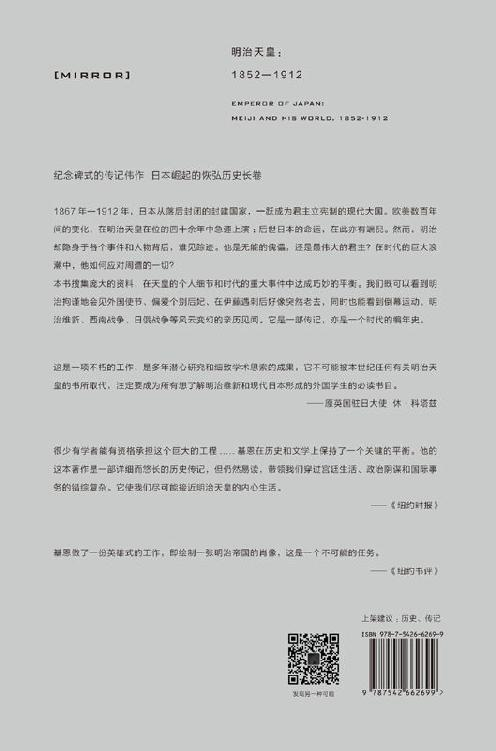 明治天皇：
[MIRROR]
1852—1912
EMPEROR OF JAPAN:
MEIJI AND HIS WORLD, 1852-1912
纪念碑式的传记伟作 日本崛起的恢弘历史长卷
1867 年—1912 年，日本从落后封闭的封建国家，一跃成为君主立宪制的现代大国。欧美数百年
间的变化，在明治天皇在位的四十余年中急速上演；后世日本的命运，在此亦有端倪。然而，明治
却隐身于各个事件和人物背后，难见踪迹。他是无能的傀儡，还是最伟大的君主？在时代的巨大浪
潮中，他如何应对周遭的一切？
本书搜集庞大的资料，在天皇的个人细节和时代的重大事件中达成巧妙的平衡。我们既可以看到明
治拘谨地会见外国使节、偏爱个别后妃、在伊藤遇刺后好像突然老去，同时也能看到倒幕运动、明
治维新、西南战争、日俄战争等风云变幻的亲历见闻。它是一部传记，亦是一个时代的编年史。
这是一项不朽的工作，是多年潜心研究和细致学术思索的成果，它不可能被本世纪任何有关明治天
皇的书所取代，注定要成为所有想了解明治维新和现代日本形成的外国学生的必读书目。
——原英国驻日大使 休·科塔兹
很少有学者能有资格承担这个巨大的工程……基恩在历史和文学上保持了一个关键的平衡。他的
这本著作是一部详细而悠长的历史传记，但仍然易读，带领我们穿过宫廷生活、政治阴谋和国际事
务的错综复杂。它使我们尽可能接近明治天皇的内心生活。
——《纽约时报》
基恩做了一份英雄式的工作，即绘制一张明治帝国的肖像，这是一个不可能的任务。
——《纽约书评》
上架建议：历史、传记
ISBN 978-7-5426-6269-9
9 787542 662699 >
发现另一种可能